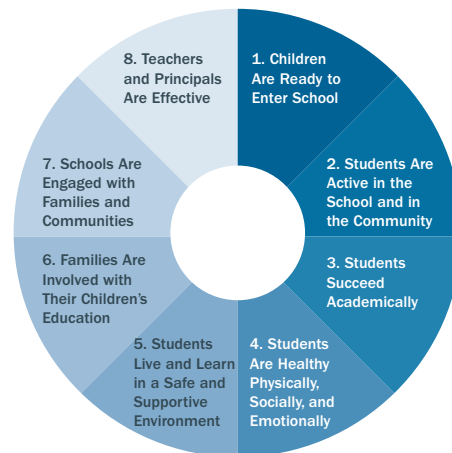 1. Children
Are Ready to
Enter School
2. Students Are
Active in the
School and in
the Community
3. Students
Succeed
Academically
4. Students
Are Healthy
Physically,
Socially, and
Emotionally
5. Students
Live and Learn
in a Safe and
Supportive
Environment
6. Families Are
Involved with
Their Children’s
Education
7. Schools Are
Engaged with
Families and
Communities
8. Teachers
and Principals
Are Effective